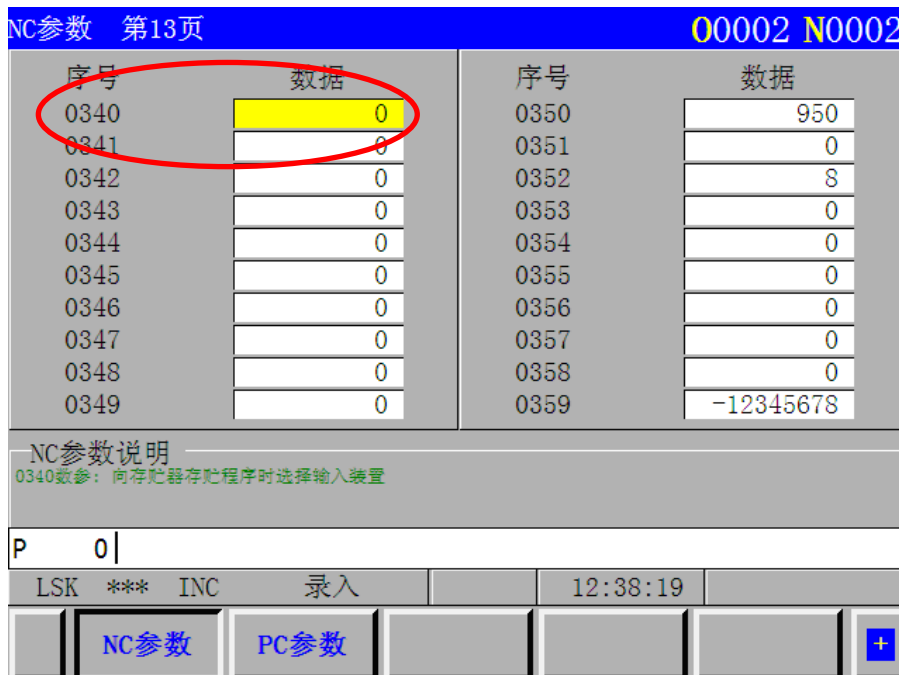 NC参数 第13页 O0002 N0002
序号 数据 序号 数据
0340 0 0350 950
0341 0 0351 0
0342 0 0352 8
0343 0 0353 0
0344 0 0354 0
0345 0 0355 0
0346 0 0356 0
0347 0 0357 0
0348 0 0358 0
0349 0 0359 -12345678
NC参数说明
0340数参: 向存贮器存贮程序时选择输入装置
P 0
LSK *** INC 录入 12:38:19
NC参数 PC参数 +